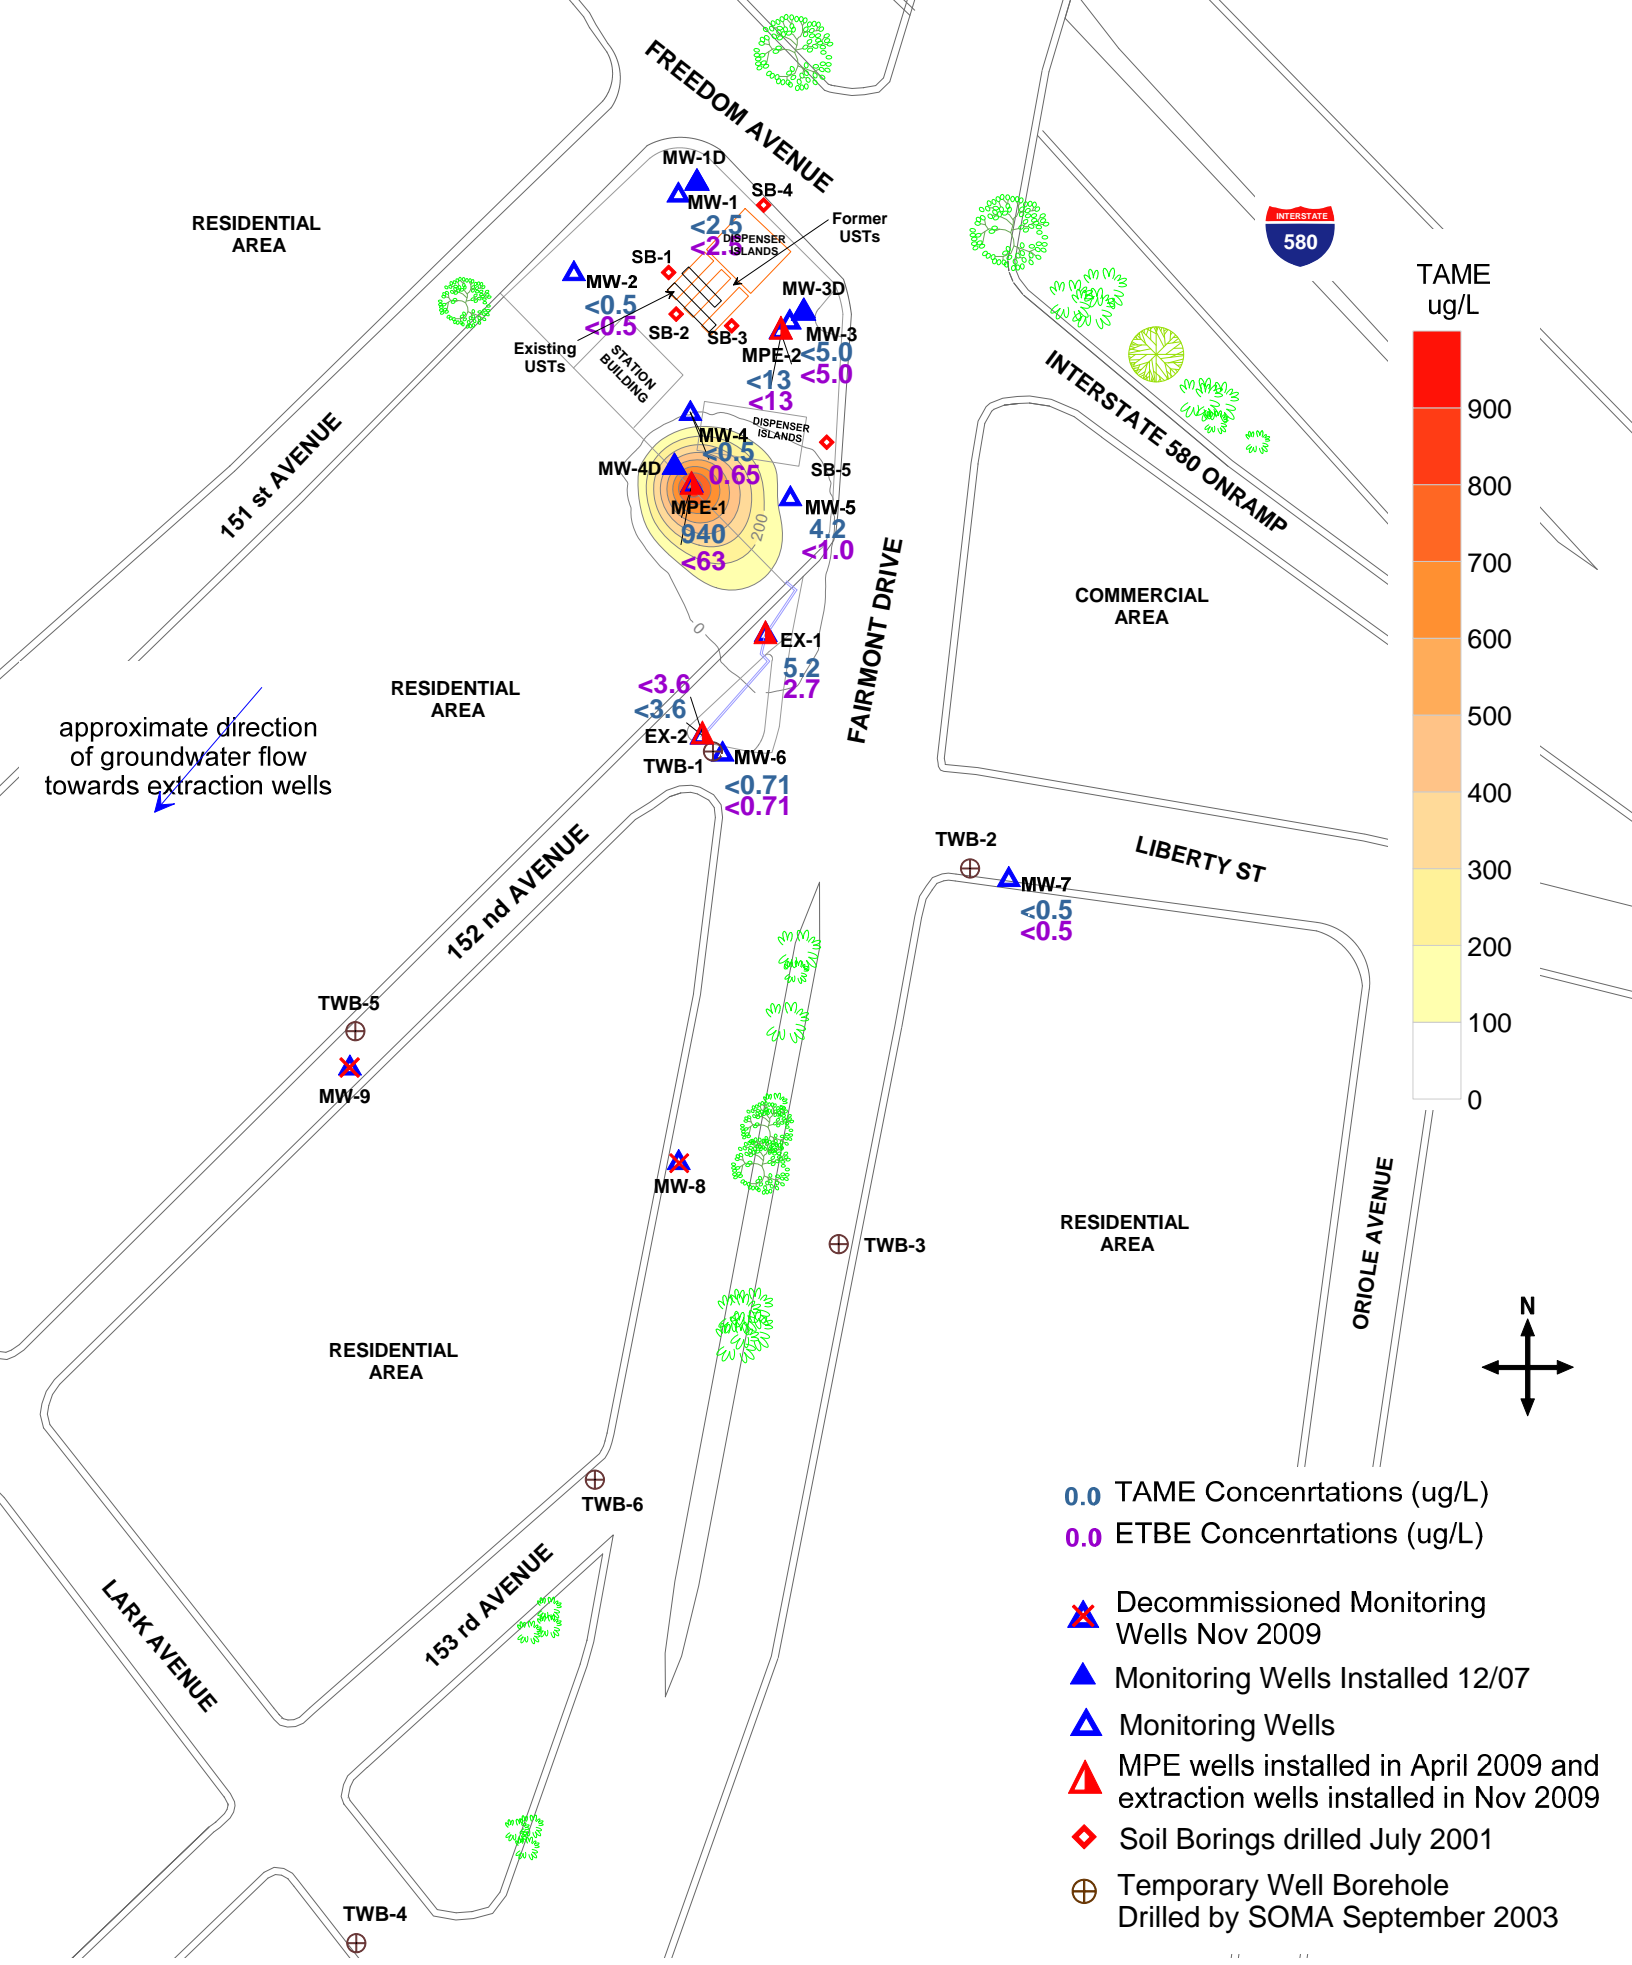 FREEDOM AVENUE
MW-1D
SB-4
MW-1
<2.5
<2.5
DISPENSER
ISLANDS
Former
USTs
RESIDENTIAL
AREA
SB-1
MW-2
<0.5
<0.5
MW-3D
SB-2
SB-3
MW-3
<5.0
<5.0
MPE-2
<13
<13
Existing
USTs
STATION
BUILDING
INTERSTATE
580
TAME
ug/L
900
800
700
600
500
400
300
200
100
0
INTERSTATE 580 ONRAMP
DISPENSER
ISLANDS
MW-4
<0.5
0.65
MW-4D
SB-5
MPE-1
940
<63
200
MW-5
4.2
<1.0
151 st AVENUE
COMMERCIAL
AREA
0
EX-1
5.2
2.7
FAIRMONT DRIVE
RESIDENTIAL
AREA
<3.6
<3.6
EX-2
TWB-1
MW-6
<0.71
<0.71
approximate direction
of groundwater flow
towards extraction wells
TWB-2
LIBERTY ST
MW-7
<0.5
<0.5
152 nd AVENUE
TWB-5
MW-9
MW-8
TWB-3
RESIDENTIAL
AREA
ORIOLE AVENUE
N
RESIDENTIAL
AREA
TWB-6
153 rd AVENUE
LARK AVENUE
TWB-4
0.0 TAME Concenrtations (ug/L)
0.0 ETBE Concenrtations (ug/L)
Decommissioned Monitoring
Wells Nov 2009
Monitoring Wells Installed 12/07
Monitoring Wells
MPE wells installed in April 2009 and
extraction wells installed in Nov 2009
Soil Borings drilled July 2001
Temporary Well Borehole
Drilled by SOMA September 2003